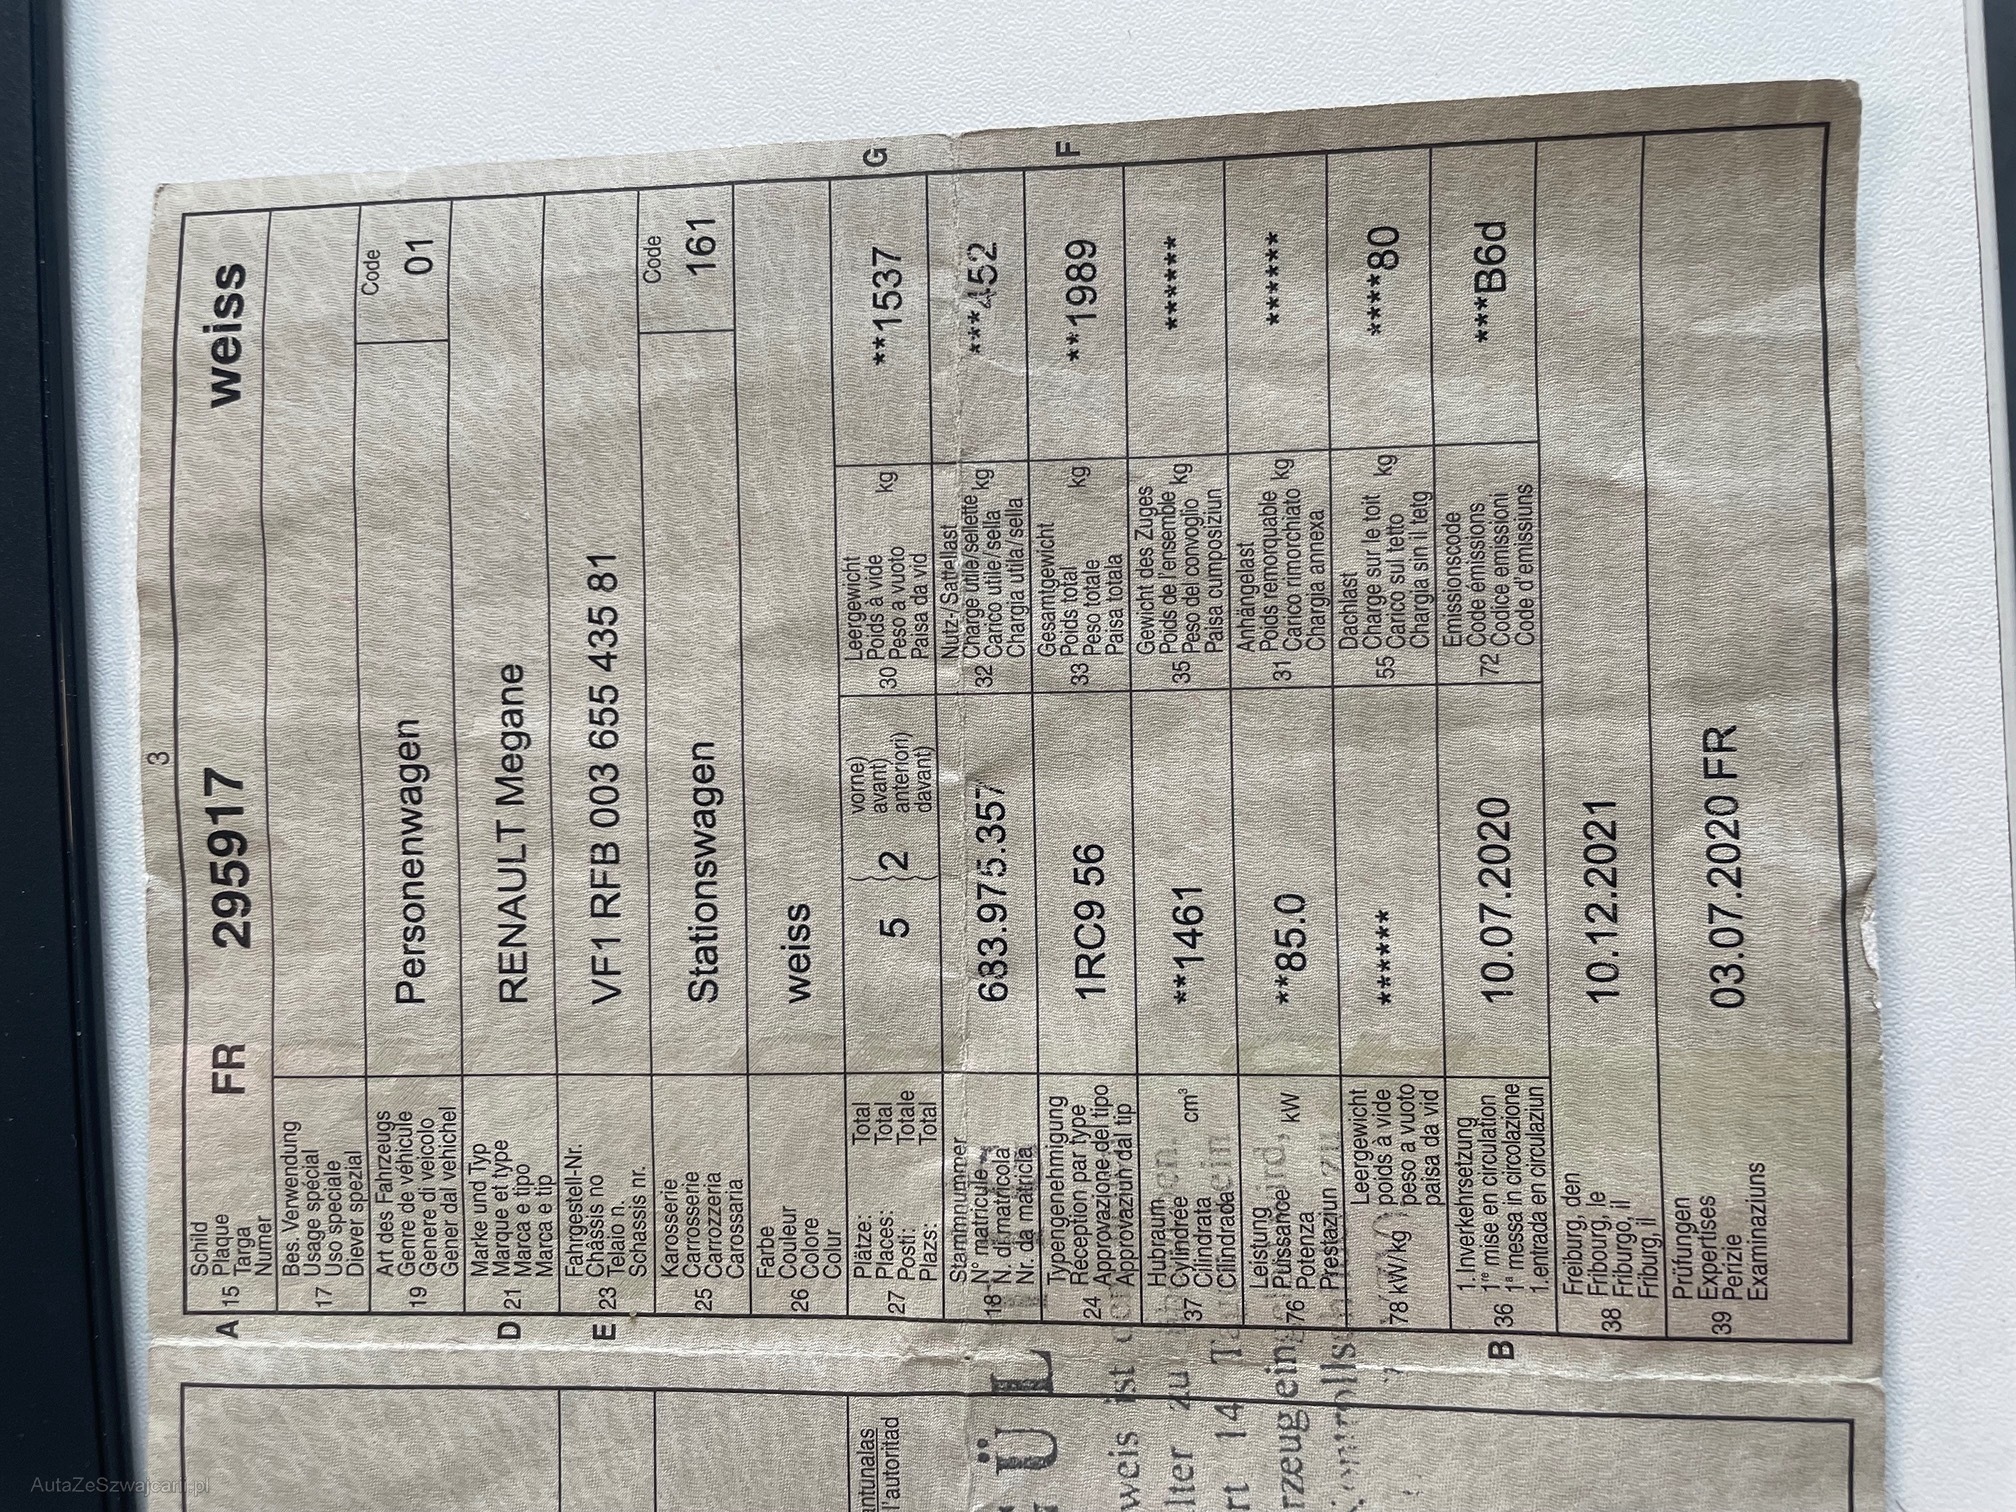 3
A 15 Schild
Plaque
Targa
Numer
FR 295917 weiss
17 Bes. Verwendung
Usage spécial
Uso speciale
Diever spezial
19 Art des Fahrzeugs
Genre de véhicule
Genere di veicolo
Gener dal vehichel
Personenwagen
Code
01
D 21 Marke und Typ
Marque et type
Marca e tipo
Marca e tip
RENAULT Megane
E 23 Fahrgestell-Nr.
Châssis no
Telaio n.
Schassis nr.
VF1 RFB 003 655 435 81
25 Karosserie
Carrosserie
Carrozzeria
Carossaria
Stationswagen
Code
161
26 Farbe
Couleur
Colore
Colur
weiss
27 Plätze: Total
Places: Total
Posti: Totale
Plazs: Total
5 2 vorne)
avant)
anteriori)
davant)
30 Leergewicht
Poids à vide
Peso a vuoto
Paisa da vid
kg
**1537
G
18 Stammnummer
N° matricule
N. di matricola
Nr. da matricla
683.975.357
32 Nutz-/Sattellast
Charge utile/sellette
Carico utile/sella
Chargia utila/sella
kg
***452
24 Typengenehmigung
Réception par type
Approvazione del tipo
Approvaziun dal tip
1RC9 56
33 Gesamtgewicht
Poids total
Peso totale
Paisa totala
kg
**1989
F
37 Hubraum
Cylindrée
Cilindrata
Cilindrada
cm³
**1461
35 Gewicht des Zuges
Poids de l'ensemble
Peso del convoglio
Paisa cumposiziun
kg
******
76 Leistung
Puissance
Potenza
Prestaziun
kW
**85.0
31 Anhängelast
Poids remorquable
Carico rimorchiato
Chargia annexa
kg
******
78 kW/kg Leergewicht
poids à vide
peso a vuoto
paisa da vid
******
55 Dachlast
Charge sur le toit
Carico sul tetto
Chargia sin il tetg
kg
****80
B 36 1. Inverkehrsetzung
1re mise en circulation
1a messa in circolazione
1.entrada en circulaziun
10.07.2020
72 Emissionscode
Code émissions
Codice emissioni
Code d'emissiuns
***B6d
38 Freiburg, den
Fribourg, le
Friburgo, il
Friburg, il
10.12.2021
39 Prüfungen
Expertises
Perizie
Examinaziuns
03.07.2020 FR
antunalas
l'autoritad
Ü L
weis ist
lter zu
rt 14 T
rzeug ein
AutaZeSzwajcarii.pl